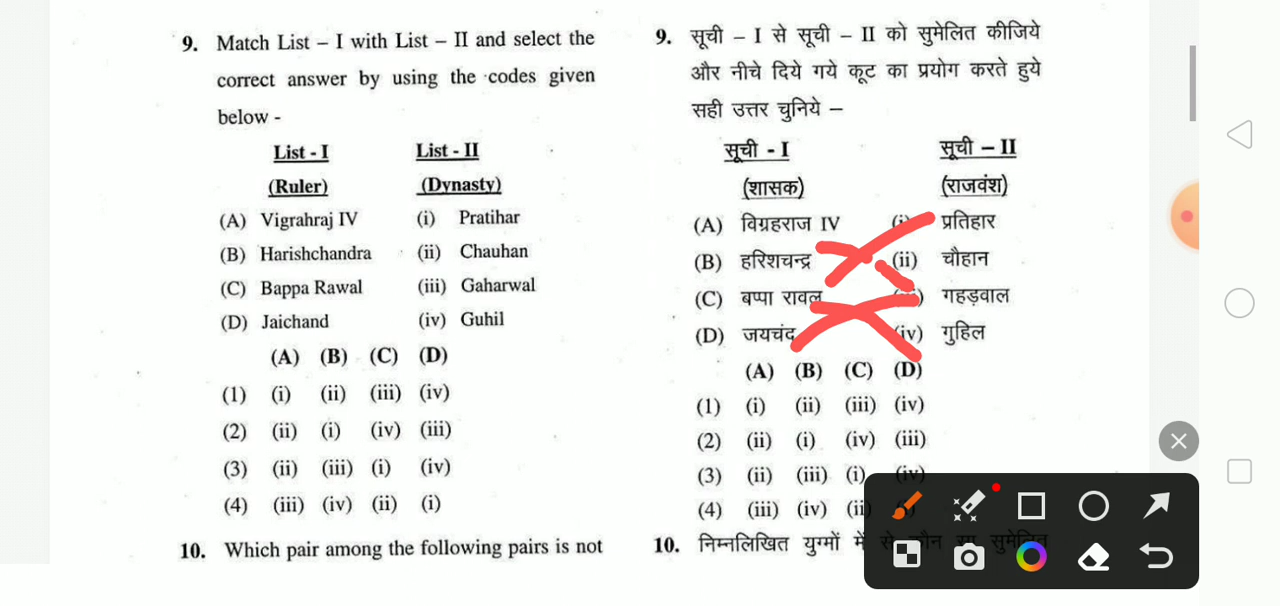 9. Match List – I with List – II and select the
correct answer by using the codes given
below -
List - I List - II
(Ruler) (Dynasty)
(A) Vigrahraj IV (i) Pratihar
(B) Harishchandra (ii) Chauhan
(C) Bappa Rawal (iii) Gaharwal
(D) Jaichand (iv) Guhil
(A) (B) (C) (D)
(1) (i) (ii) (iii) (iv)
(2) (ii) (i) (iv) (iii)
(3) (ii) (iii) (i) (iv)
(4) (iii) (iv) (ii) (i)
10. Which pair among the following pairs is not
9. सूची – I से सूची – II को सुमेलित कीजिये
और नीचे दिये गये कूट का प्रयोग करते हुये
सही उत्तर चुनिये –
सूची - I सूची – II
(शासक) (राजवंश)
(A) विग्रहराज IV (i) प्रतिहार
(B) हरिशचन्द्र (ii) चौहान
(C) बप्पा रावल गहड़वाल
(D) जयचंद (iv) गुहिल
(A) (B) (C) (D)
(1) (i) (ii) (iii) (iv)
(2) (ii) (i) (iv) (iii)
(3) (ii) (iii) (i) (iv)
(4) (iii) (iv) (ii)
10. निम्नलिखित युग्मों में से कौन सा सुमेलित